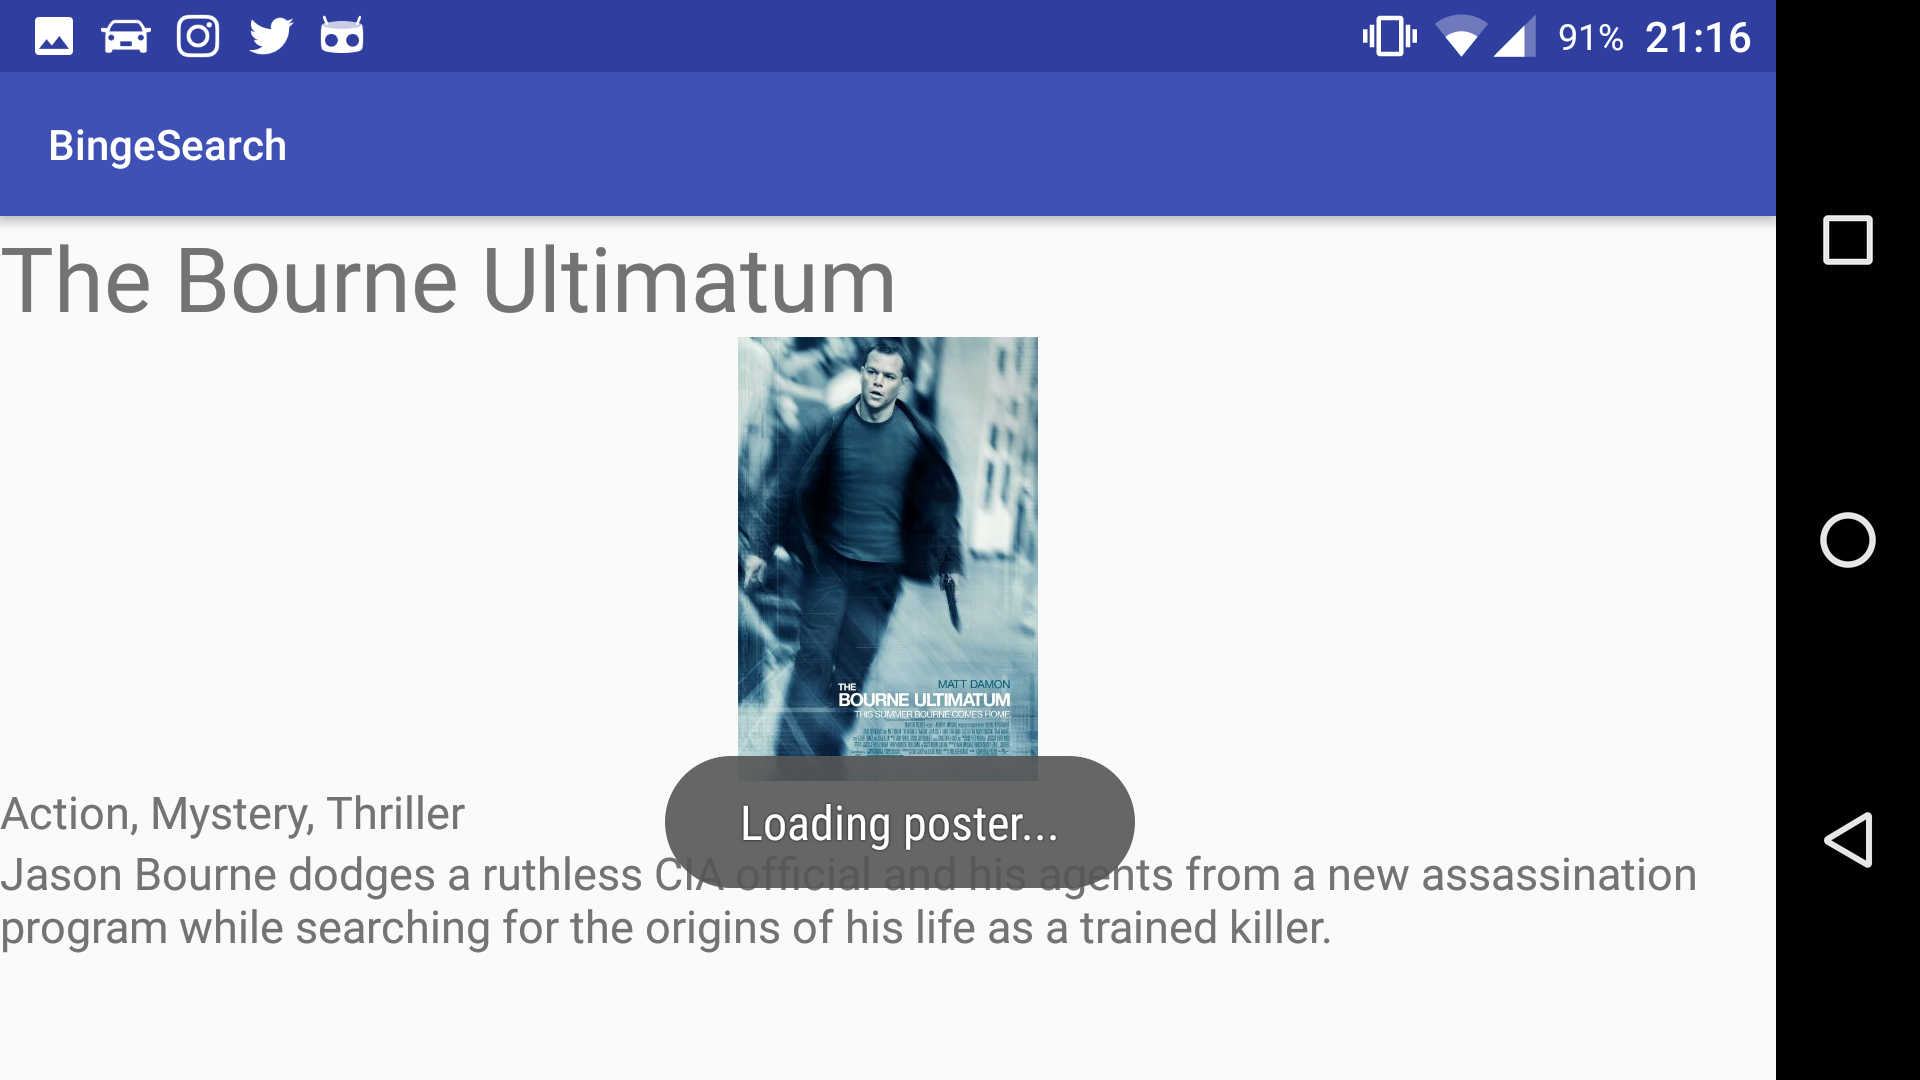 91% 21:16
BingeSearch
The Bourne Ultimatum
MATT DAMON
THE
BOURNE ULTIMATUM
THIS SUMMER BOURNE COMES HOME
Action, Mystery, Thriller
Loading poster...
Jason Bourne dodges a ruthless CIA official and his agents from a new assassination
program while searching for the origins of his life as a trained killer.